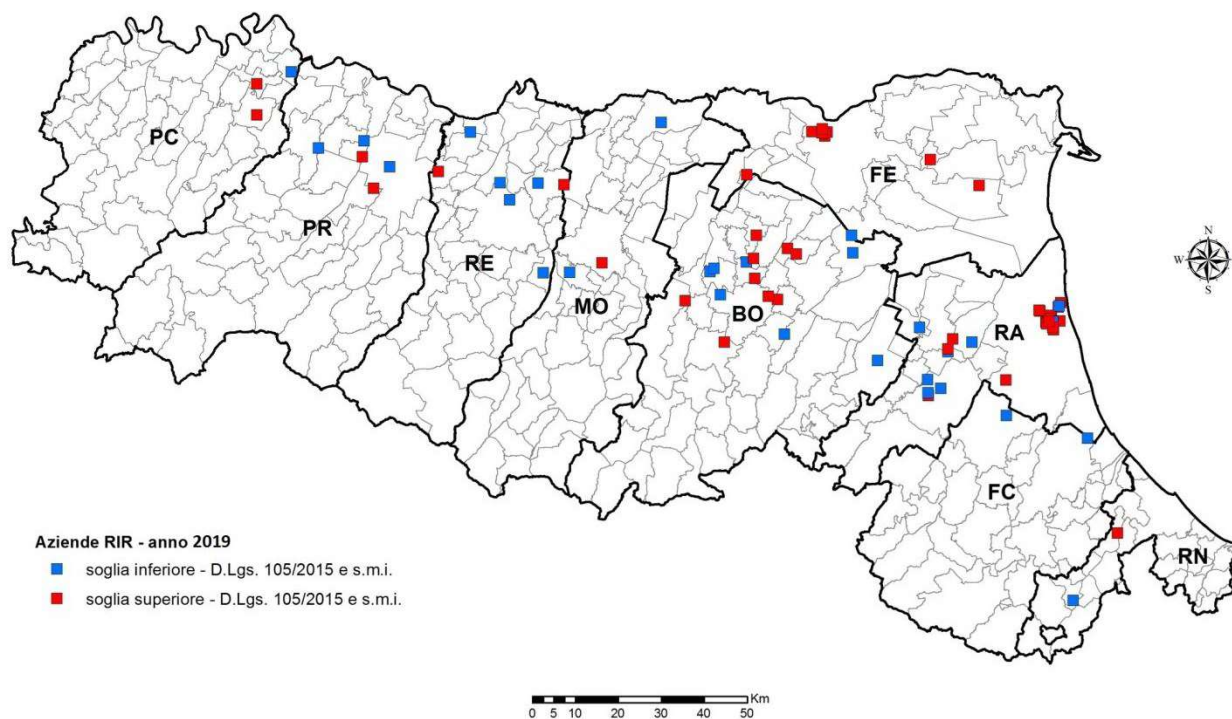 PC
PR
RE
MO
BO
FE
RA
FC
RN
N
W E
S
Aziende RIR - anno 2019
soglia inferiore - D.Lgs. 105/2015 e s.m.i.
soglia superiore - D.Lgs. 105/2015 e s.m.i.
Km
0 5 10 20 30 40 50